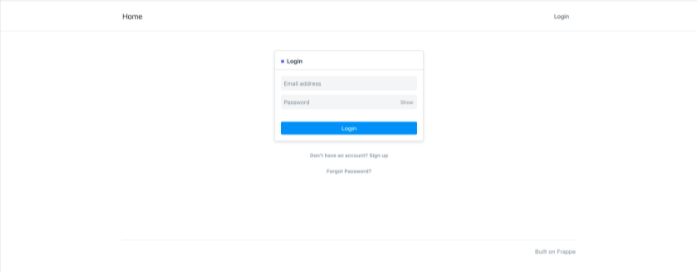 Home
Login
Login
Email address
Password
Show
Login
Don't have an account? Sign up
Forgot Password?
Built on Frappe